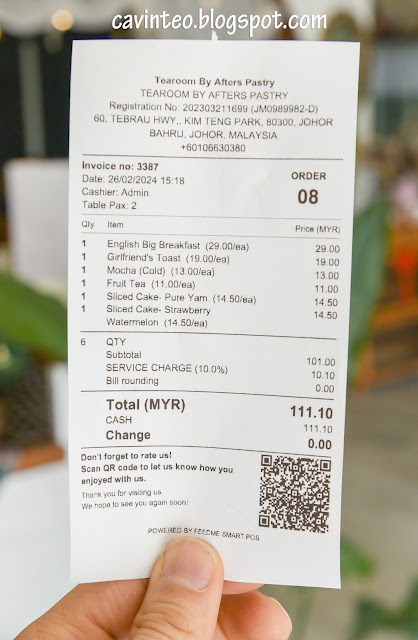 cavinteo.blogspot.com
Tearoom By Afters Pastry
TEAROOM BY AFTERS PASTRY
Registration No: 202303211699 (JM0989982-D)
60, TEBRAU HWY,, KIM TENG PARK, 80300, JOHOR
BAHRU, JOHOR, MALAYSIA
+60106630380
Invoice no: 3387
Date: 26/02/2024 15:18
Cashier: Admin
Table Pax: 2
ORDER
08
Qty Item Price (MYR)
1 English Big Breakfast (29.00/ea) 29.00
1 Girlfriend's Toast (19.00/ea) 19.00
1 Mocha (Cold) (13.00/ea) 13.00
1 Fruit Tea (11.00/ea) 11.00
1 Sliced Cake- Pure Yam (14.50/ea) 14.50
1 Sliced Cake- Strawberry 14.50
Watermelon (14.50/ea)
6 QTY
Subtotal 101.00
SERVICE CHARGE (10.0%) 10.10
Bill rounding 0.00
Total (MYR) 111.10
CASH 111.10
Change 0.00
Don't forget to rate us!
Scan QR code to let us know how you
enjoyed with us.
Thank you for visiting us.
We hope to see you again soon!
POWERED BY FEEDME SMART POS